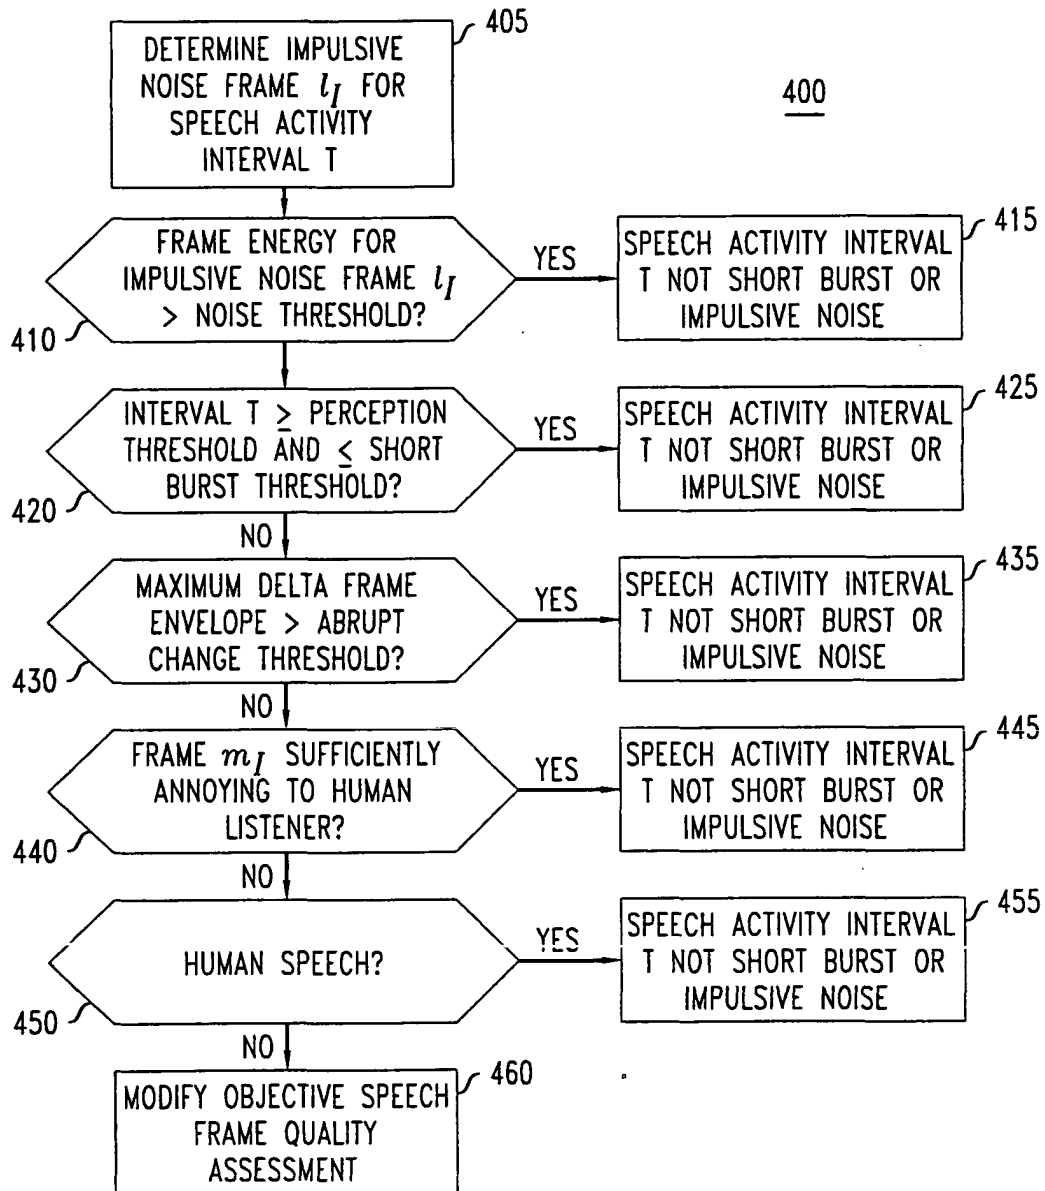 405
DETERMINE IMPULSIVE
NOISE FRAME l_I FOR
SPEECH ACTIVITY
INTERVAL T
400
FRAME ENERGY FOR
IMPULSIVE NOISE FRAME l_I
> NOISE THRESHOLD?
410
YES
415
SPEECH ACTIVITY INTERVAL
T NOT SHORT BURST OR
IMPULSIVE NOISE
INTERVAL T ≥ PERCEPTION
THRESHOLD AND ≤ SHORT
BURST THRESHOLD?
420
YES
425
SPEECH ACTIVITY INTERVAL
T NOT SHORT BURST OR
IMPULSIVE NOISE
NO
MAXIMUM DELTA FRAME
ENVELOPE > ABRUPT
CHANGE THRESHOLD?
430
YES
435
SPEECH ACTIVITY INTERVAL
T NOT SHORT BURST OR
IMPULSIVE NOISE
NO
FRAME m_I SUFFICIENTLY
ANNOYING TO HUMAN
LISTENER?
440
YES
445
SPEECH ACTIVITY INTERVAL
T NOT SHORT BURST OR
IMPULSIVE NOISE
NO
HUMAN SPEECH?
450
YES
455
SPEECH ACTIVITY INTERVAL
T NOT SHORT BURST OR
IMPULSIVE NOISE
NO
460
MODIFY OBJECTIVE SPEECH
FRAME QUALITY
ASSESSMENT